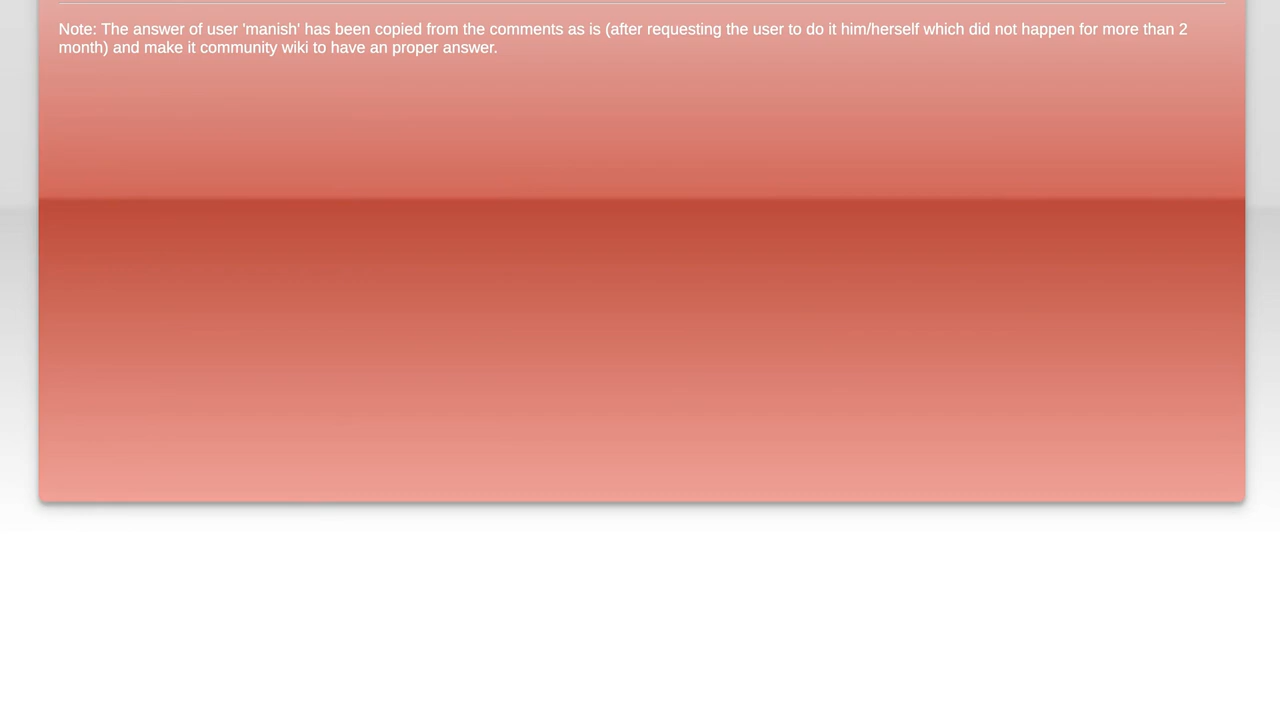 Note: The answer of user 'manish' has been copied from the comments as is (after requesting the user to do it him/herself which did not happen for more than 2
month) and make it community wiki to have an proper answer.